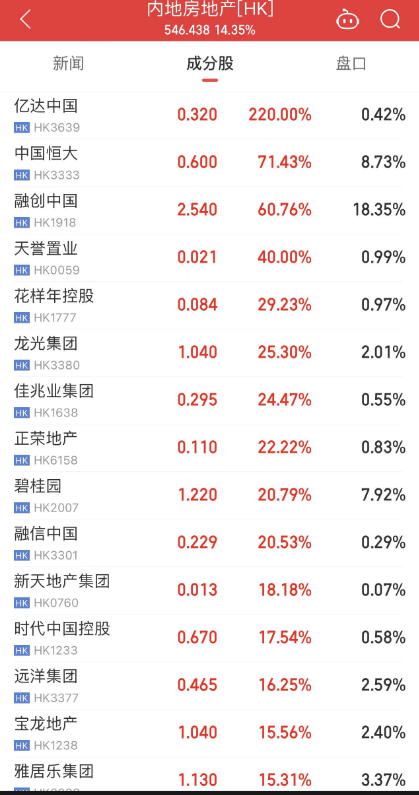 内地房地产[HK]
546.438 14.35%
新闻 成分股 盘口
亿达中国 0.320 220.00% 0.42%
HK HK3639
中国恒大 0.600 71.43% 8.73%
HK HK3333
融创中国 2.540 60.76% 18.35%
HK HK1918
天誉置业 0.021 40.00% 0.99%
HK HK0059
花样年控股 0.084 29.23% 0.97%
HK HK1777
龙光集团 1.040 25.30% 2.01%
HK HK3380
佳兆业集团 0.295 24.47% 0.55%
HK HK1638
正荣地产 0.110 22.22% 0.83%
HK HK6158
碧桂园 1.220 20.79% 7.92%
HK HK2007
融信中国 0.229 20.53% 0.29%
HK HK3301
新天地产集团 0.013 18.18% 0.07%
HK HK0760
时代中国控股 0.670 17.54% 0.58%
HK HK1233
远洋集团 0.465 16.25% 2.59%
HK HK3377
宝龙地产 1.040 15.56% 2.40%
HK HK1238
雅居乐集团 1.130 15.31% 3.37%